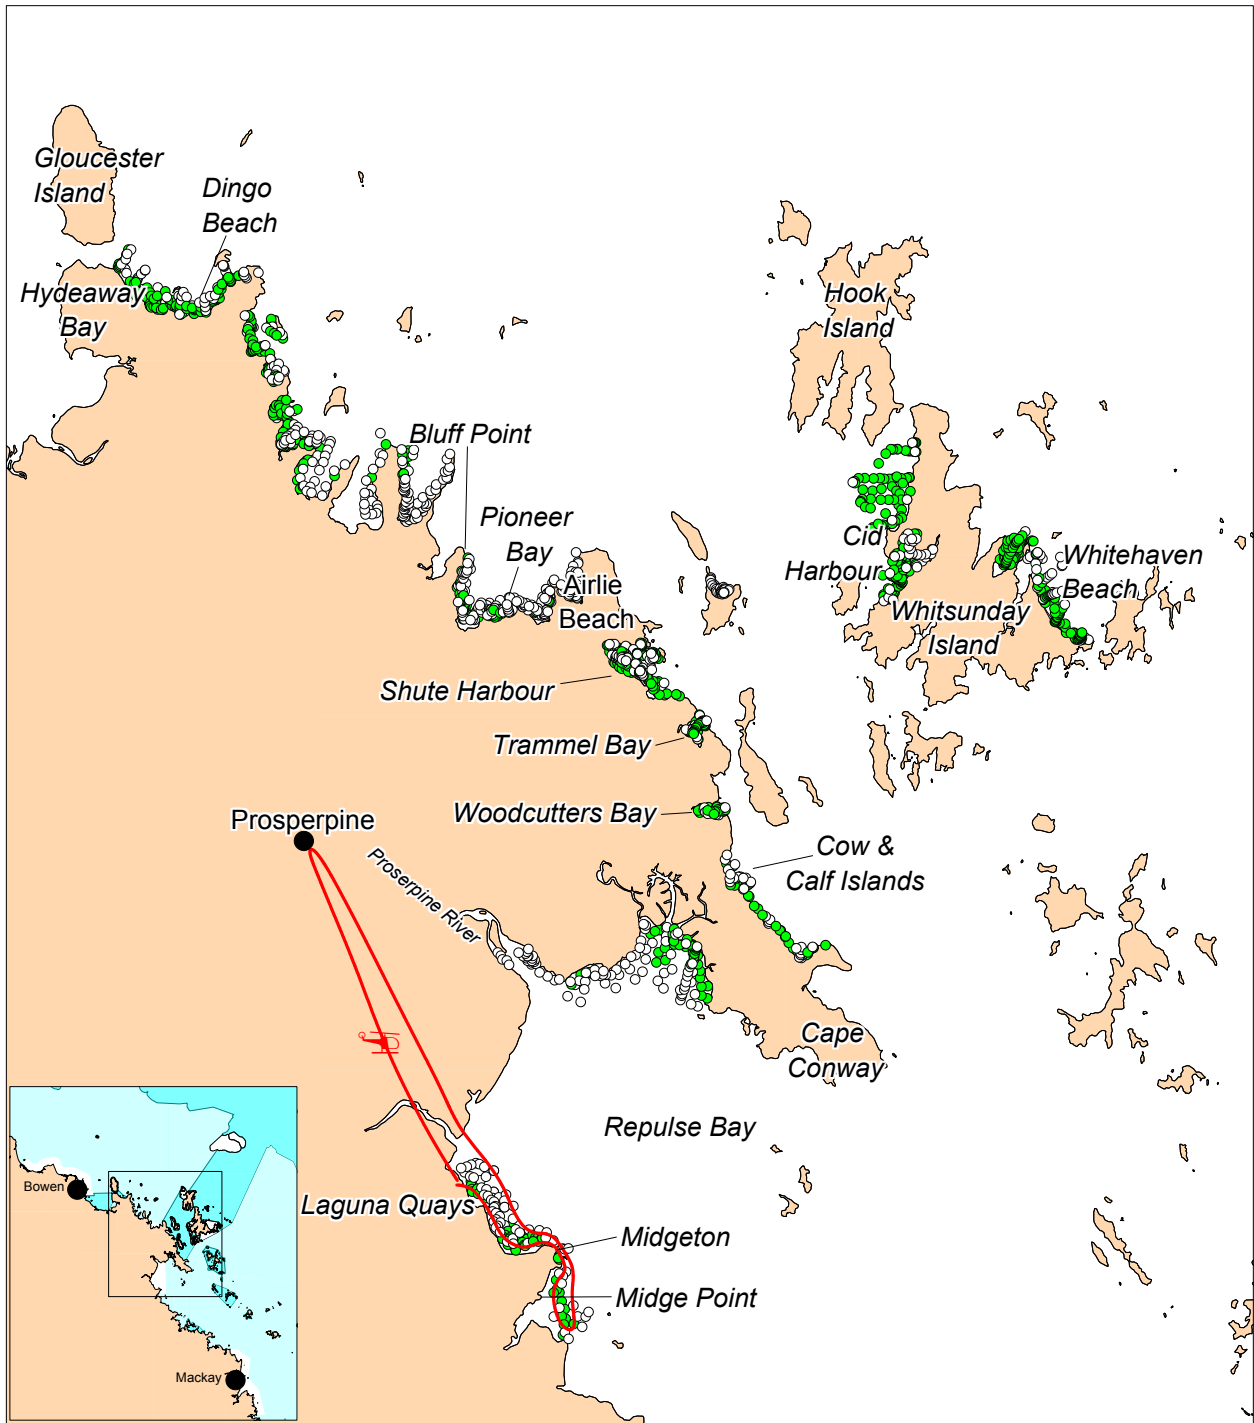 Gloucester
Island
Dingo
Beach
Hydeaway
Bay
Hook
Island
Bluff Point
Pioneer
Bay
Airlie
Beach
Cid
Harbour
Whitehaven
Beach
Whitsunday
Island
Shute Harbour
Trammel Bay
Woodcutters Bay
Prosperpine
Cow &
Calf Islands
Proserpine River
Cape
Conway
Repulse Bay
Laguna Quays
Midgeton
Midge Point
Bowen
Mackay